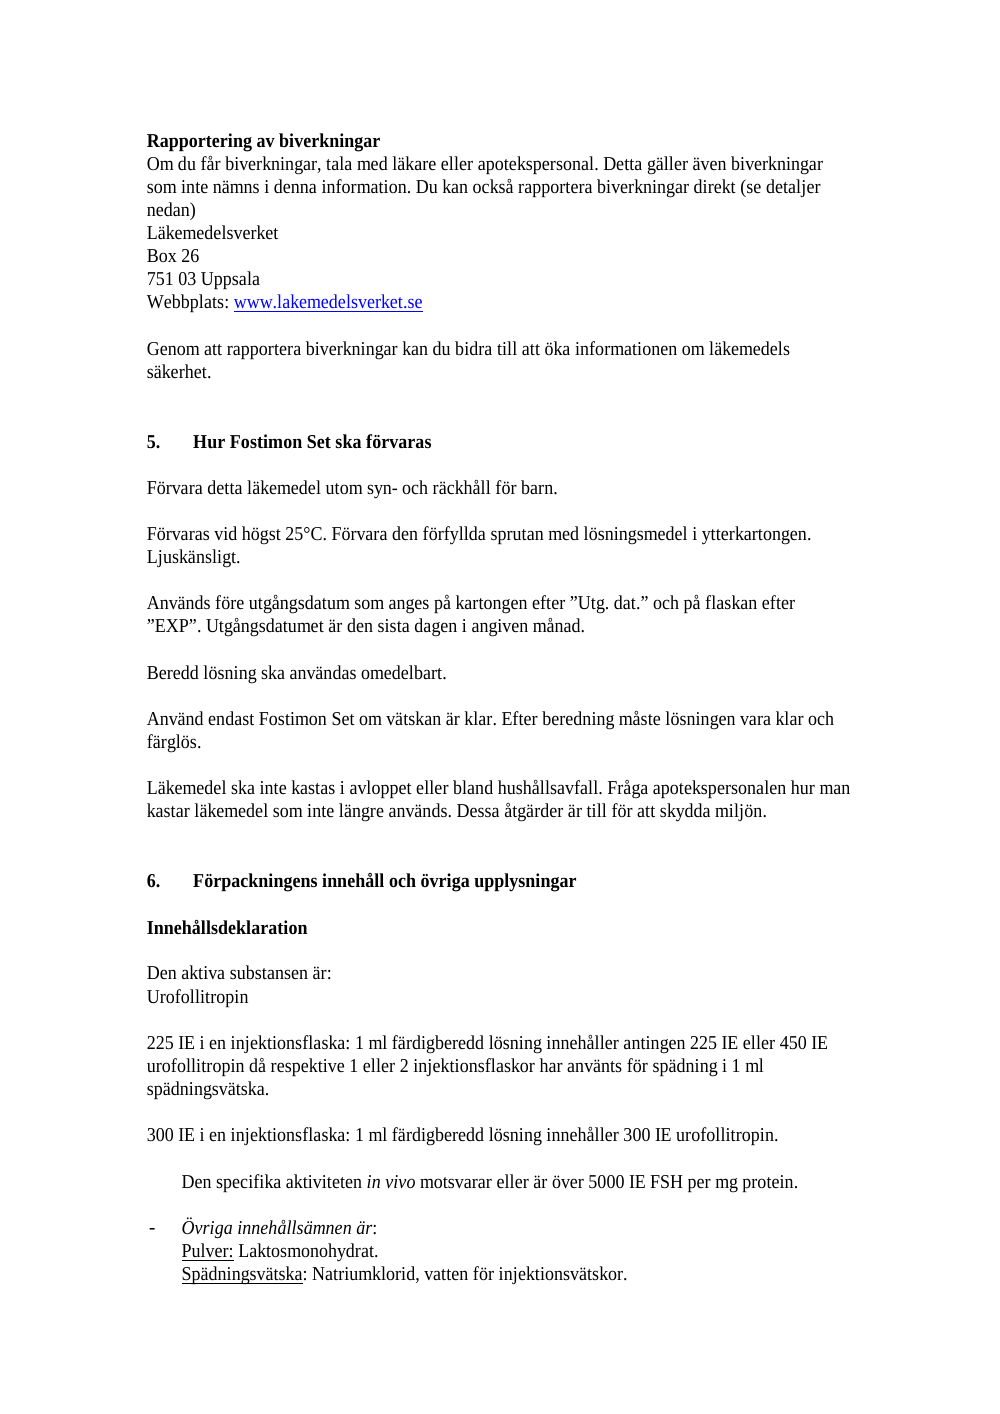 Rapportering av biverkningar
Om du får biverkningar, tala med läkare eller apotekspersonal. Detta gäller även biverkningar
som inte nämns i denna information. Du kan också rapportera biverkningar direkt (se detaljer
nedan)
Läkemedelsverket
Box 26
751 03 Uppsala
Webbplats: www.lakemedelsverket.se
Genom att rapportera biverkningar kan du bidra till att öka informationen om läkemedels
säkerhet.
5. Hur Fostimon Set ska förvaras
Förvara detta läkemedel utom syn- och räckhåll för barn.
Förvaras vid högst 25°C. Förvara den förfyllda sprutan med lösningsmedel i ytterkartongen.
Ljuskänsligt.
Används före utgångsdatum som anges på kartongen efter ”Utg. dat.” och på flaskan efter
”EXP”. Utgångsdatumet är den sista dagen i angiven månad.
Beredd lösning ska användas omedelbart.
Använd endast Fostimon Set om vätskan är klar. Efter beredning måste lösningen vara klar och
färglös.
Läkemedel ska inte kastas i avloppet eller bland hushållsavfall. Fråga apotekspersonalen hur man
kastar läkemedel som inte längre används. Dessa åtgärder är till för att skydda miljön.
6. Förpackningens innehåll och övriga upplysningar
Innehållsdeklaration
Den aktiva substansen är:
Urofollitropin
225 IE i en injektionsflaska: 1 ml färdigberedd lösning innehåller antingen 225 IE eller 450 IE
urofollitropin då respektive 1 eller 2 injektionsflaskor har använts för spädning i 1 ml
spädningsvätska.
300 IE i en injektionsflaska: 1 ml färdigberedd lösning innehåller 300 IE urofollitropin.
Den specifika aktiviteten in vivo motsvarar eller är över 5000 IE FSH per mg protein.
- Övriga innehållsämnen är:
Pulver: Laktosmonohydrat.
Spädningsvätska: Natriumklorid, vatten för injektionsvätskor.